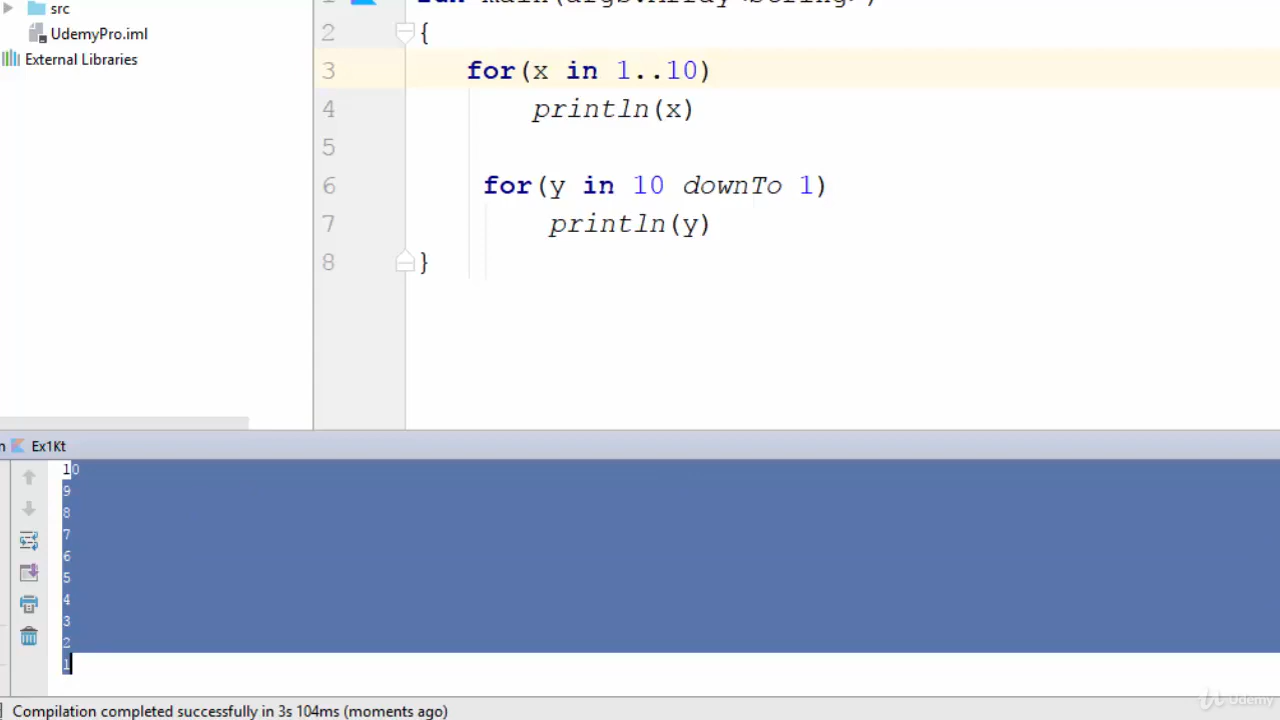 src
UdemyPro.iml
External Libraries
2 {
3 for(x in 1..10)
4 println(x)
5
6 for(y in 10 downTo 1)
7 println(y)
8 }
Ex1Kt
10
9
8
7
6
5
4
3
2
1
Compilation completed successfully in 3s 104ms (moments ago)
Udemy